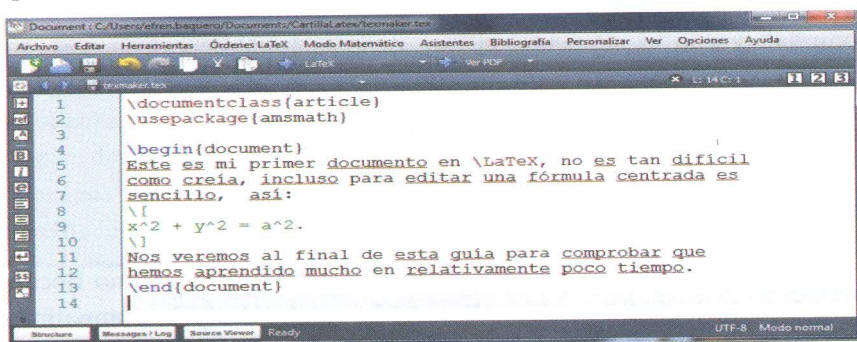 Document : C:/Users/efren.baquero/Documents/CartillaLatex/texmaker.tex
Archivo Editar Herramientas Órdenes LaTeX Modo Matemático Asistentes Bibliografía Personalizar Ver Opciones Ayuda
LaTeX Ver PDF
texmaker.tex L: 14 C: 1 1 2 3
1 \documentclass{article}
2 \usepackage{amsmath}
3
4 \begin{document}
5 Este es mi primer documento en \LaTeX, no es tan difícil
6 como creía, incluso para editar una fórmula centrada es
7 sencillo, así:
8 \[
9 x^2 + y^2 = a^2.
10 \]
11 Nos veremos al final de esta guía para comprobar que
12 hemos aprendido mucho en relativamente poco tiempo.
13 \end{document}
14
Structure Messages / Log Source Viewer Ready UTF-8 Modo normal